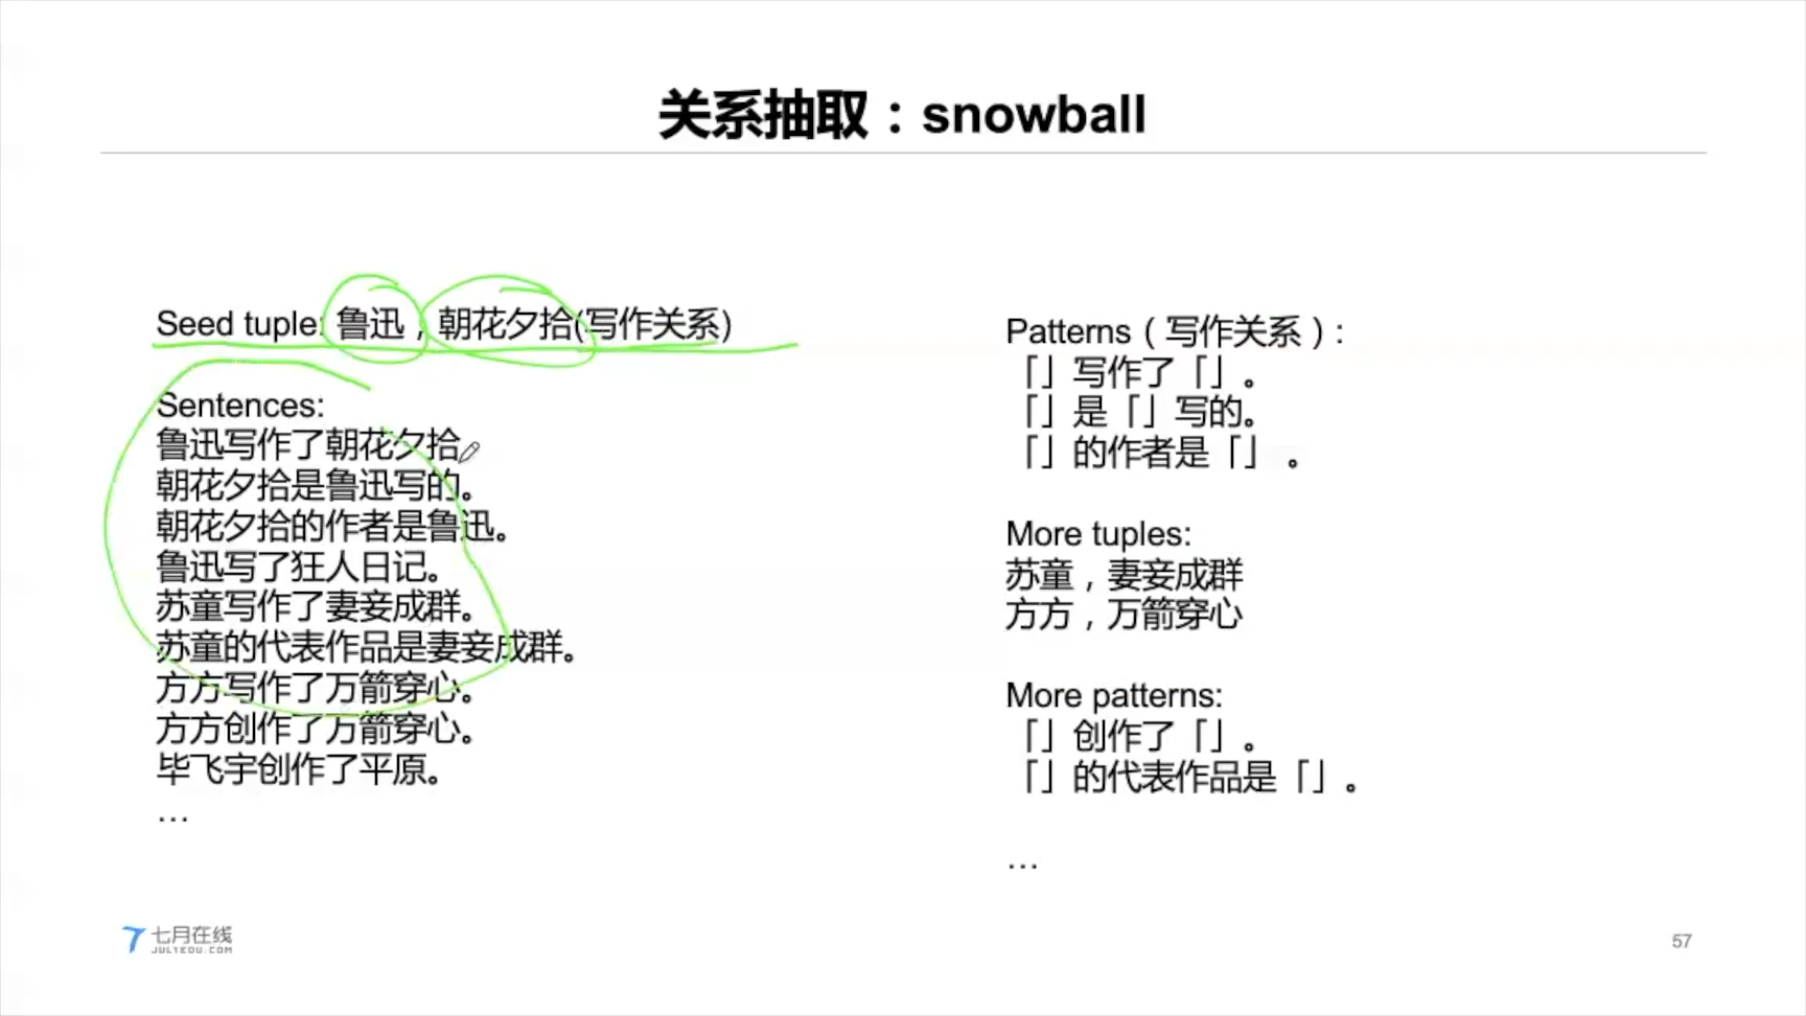 关系抽取：snowball
Seed tuple: 鲁迅，朝花夕拾(写作关系)
Sentences:
鲁迅写作了朝花夕拾
朝花夕拾是鲁迅写的。
朝花夕拾的作者是鲁迅。
鲁迅写了狂人日记。
苏童写作了妻妾成群。
苏童的代表作品是妻妾成群。
方方写作了万箭穿心。
方方创作了万箭穿心。
毕飞宇创作了平原。
…
Patterns（写作关系）:
「」写作了「」。
「」是「」写的。
「」的作者是「」 。
More tuples:
苏童，妻妾成群
方方，万箭穿心
More patterns:
「」创作了「」。
「」的代表作品是「」。
…
七月在线
JULYEDU.COM
57